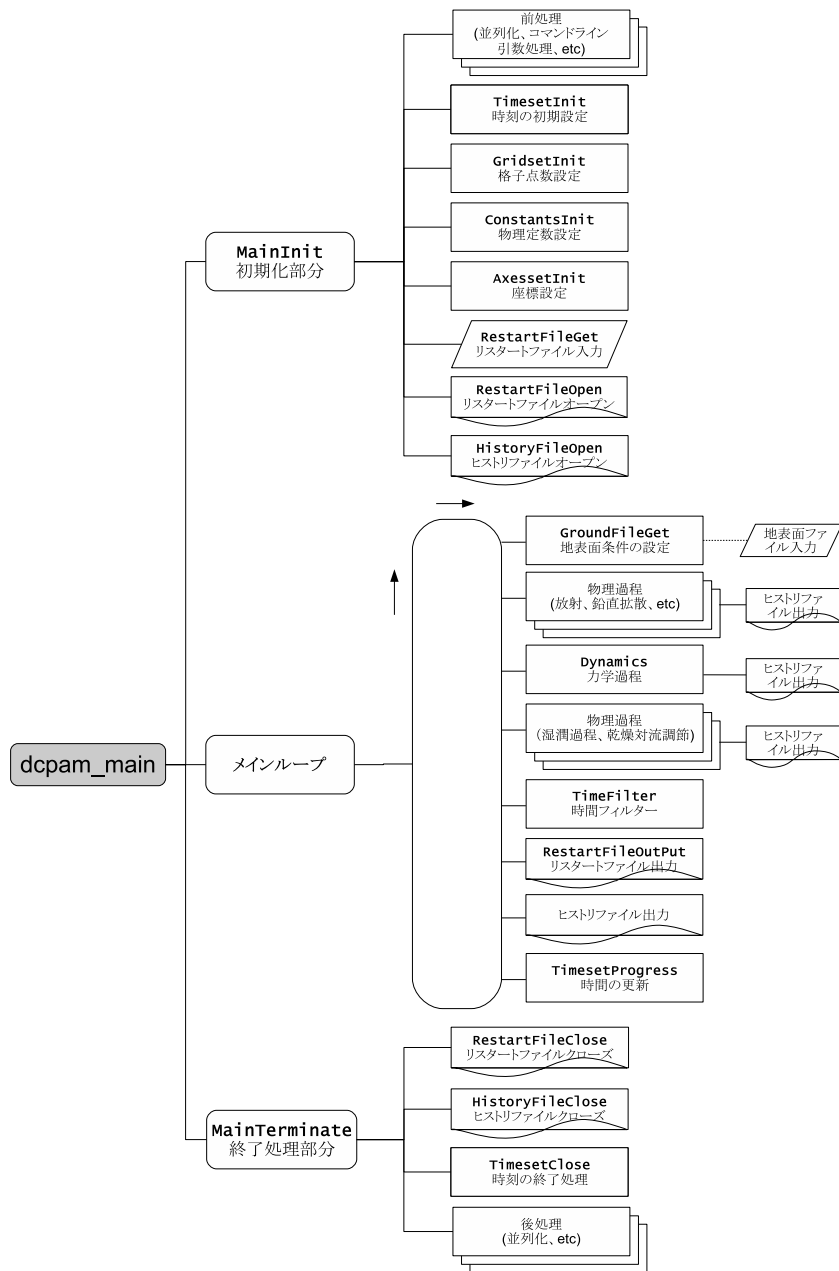 前処理
(並列化、コマンドライン
引数処理、etc)
TimesetInit
時刻の初期設定
GridsetInit
格子点数設定
ConstantsInit
物理定数設定
AxessetInit
座標設定
RestartFileGet
リスタートファイル入力
RestartFileOpen
リスタートファイルオープン
HistoryFileOpen
ヒストリファイルオープン
MainInit
初期化部分
dcpam_main
メインループ
GroundFileGet
地表面条件の設定
地表面ファ
イル入力
物理過程
(放射、鉛直拡散、etc)
ヒストリファ
イル出力
Dynamics
力学過程
ヒストリファ
イル出力
物理過程
(湿潤過程、乾燥対流調節)
ヒストリファ
イル出力
TimeFilter
時間フィルター
RestartFileOutPut
リスタートファイル出力
ヒストリファイル出力
TimesetProgress
時間の更新
MainTerminate
終了処理部分
RestartFileClose
リスタートファイルクローズ
HistoryFileClose
ヒストリファイルクローズ
TimesetClose
時刻の終了処理
後処理
(並列化、etc)